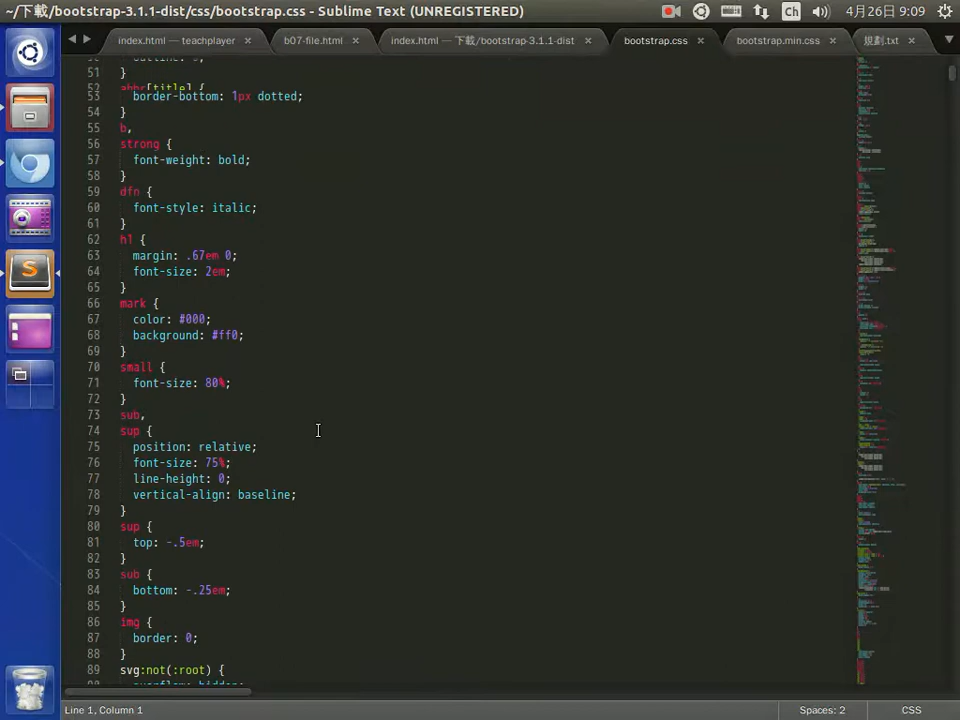 ~/下載/bootstrap-3.1.1-dist/css/bootstrap.css - Sublime Text (UNREGISTERED)
Ch
4月26日 9:09
index.html — teachplayer ×
b07-file.html ×
index.html — 下載/bootstrap-3.1.1-dist ×
bootstrap.css ×
bootstrap.min.css ×
規劃.txt
51 }
52 abbr[title] {
53 border-bottom: 1px dotted;
54 }
55 b,
56 strong {
57 font-weight: bold;
58 }
59 dfn {
60 font-style: italic;
61 }
62 h1 {
63 margin: .67em 0;
64 font-size: 2em;
65 }
66 mark {
67 color: #000;
68 background: #ff0;
69 }
70 small {
71 font-size: 80%;
72 }
73 sub,
74 sup {
75 position: relative;
76 font-size: 75%;
77 line-height: 0;
78 vertical-align: baseline;
79 }
80 sup {
81 top: -.5em;
82 }
83 sub {
84 bottom: -.25em;
85 }
86 img {
87 border: 0;
88 }
89 svg:not(:root) {
Line 1, Column 1
Spaces: 2
CSS